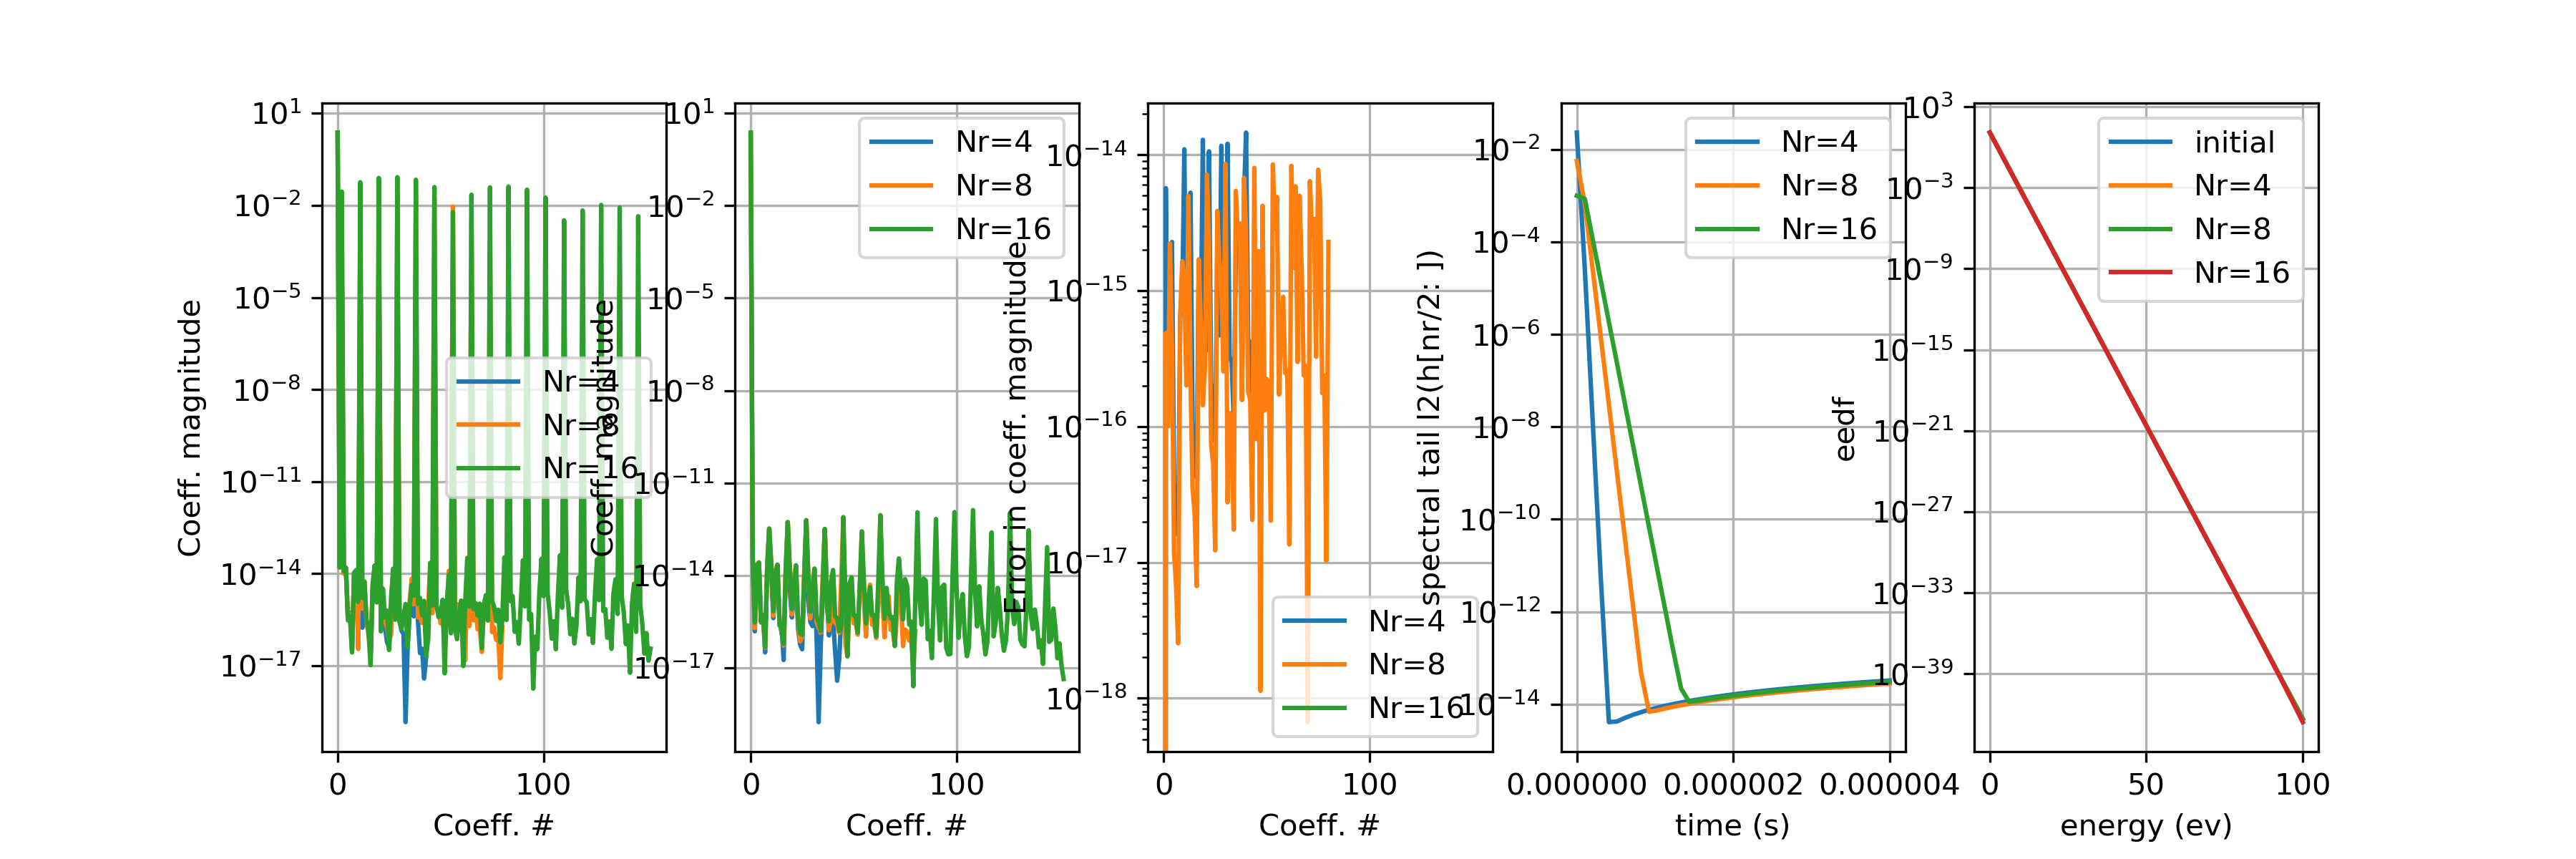 10^1
10^-2
10^-5
10^-8
10^-11
10^-14
10^-17
Coeff. magnitude
Nr=4
Nr=8
Nr=16
0
100
Coeff. #
10^1
10^-2
10^-5
10^-8
10^-11
10^-14
10^-17
Coeff. magnitude
Nr=4
Nr=8
Nr=16
0
100
Coeff. #
10^-14
10^-15
10^-16
10^-17
10^-18
Error in coeff. magnitude
Nr=4
Nr=8
Nr=16
0
100
Coeff. #
10^-2
10^-4
10^-6
10^-8
10^-10
10^-12
10^-14
spectral tail l2(h[nr/2: ])
Nr=4
Nr=8
Nr=16
0.000000
0.000002
0.000004
time (s)
10^3
10^-3
10^-9
10^-15
10^-21
10^-27
10^-33
10^-39
eedf
initial
Nr=4
Nr=8
Nr=16
0
50
100
energy (ev)